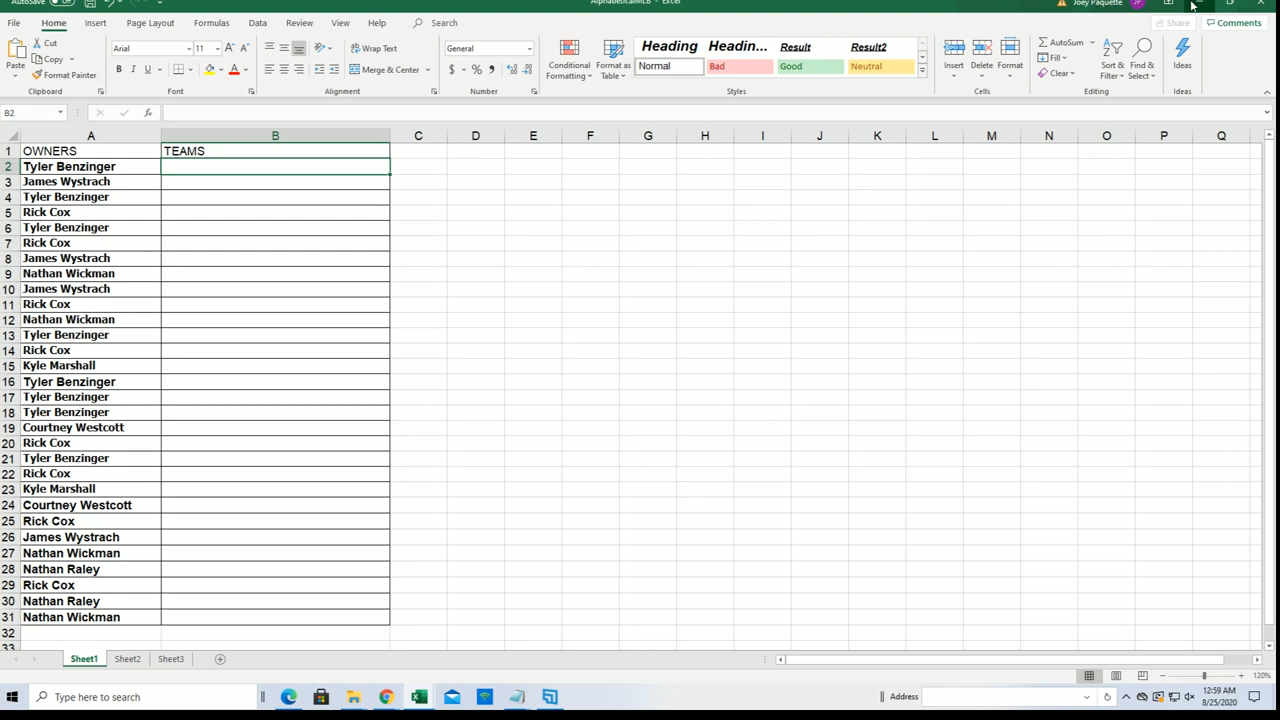 AutoSave Off AlphabeticalMLB - Excel Joey Paquette JP
File Home Insert Page Layout Formulas Data Review View Help Search Share Comments
Cut
Copy
Format Painter
Paste
Clipboard
Arial 11
B I U
Font
Wrap Text
Merge & Center
Alignment
General
$ % ,
Number
Conditional Formatting
Format as Table
Heading Headin... Result Result2
Normal Bad Good Neutral
Styles
Insert Delete Format
Cells
AutoSum
Fill
Clear
Sort & Filter
Find & Select
Editing
Ideas
Ideas
B2 fx
A B C D E F G H I J K L M N O P Q
1 OWNERS TEAMS
2 Tyler Benzinger
3 James Wystrach
4 Tyler Benzinger
5 Rick Cox
6 Tyler Benzinger
7 Rick Cox
8 James Wystrach
9 Nathan Wickman
10 James Wystrach
11 Rick Cox
12 Nathan Wickman
13 Tyler Benzinger
14 Rick Cox
15 Kyle Marshall
16 Tyler Benzinger
17 Tyler Benzinger
18 Tyler Benzinger
19 Courtney Westcott
20 Rick Cox
21 Tyler Benzinger
22 Rick Cox
23 Kyle Marshall
24 Courtney Westcott
25 Rick Cox
26 James Wystrach
27 Nathan Wickman
28 Nathan Raley
29 Rick Cox
30 Nathan Raley
31 Nathan Wickman
32
33
Sheet1 Sheet2 Sheet3
120%
Type here to search
Address
12:59 AM
8/25/2020